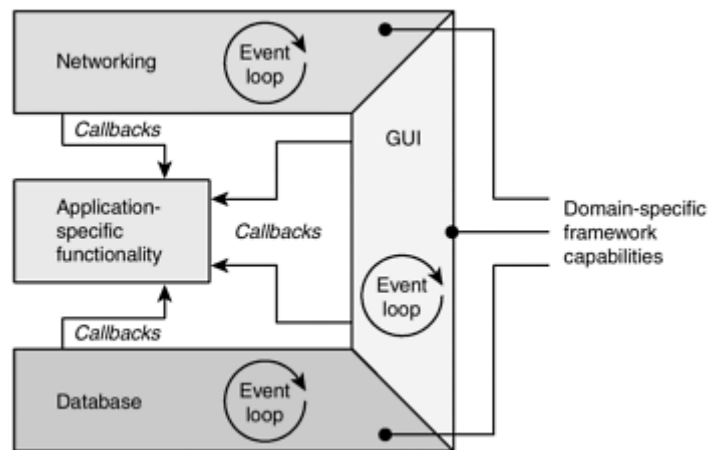 Networking
Event
loop
Callbacks
GUI
Application-
specific
functionality
Callbacks
Domain-specific
framework
capabilities
Event
loop
Callbacks
Database
Event
loop